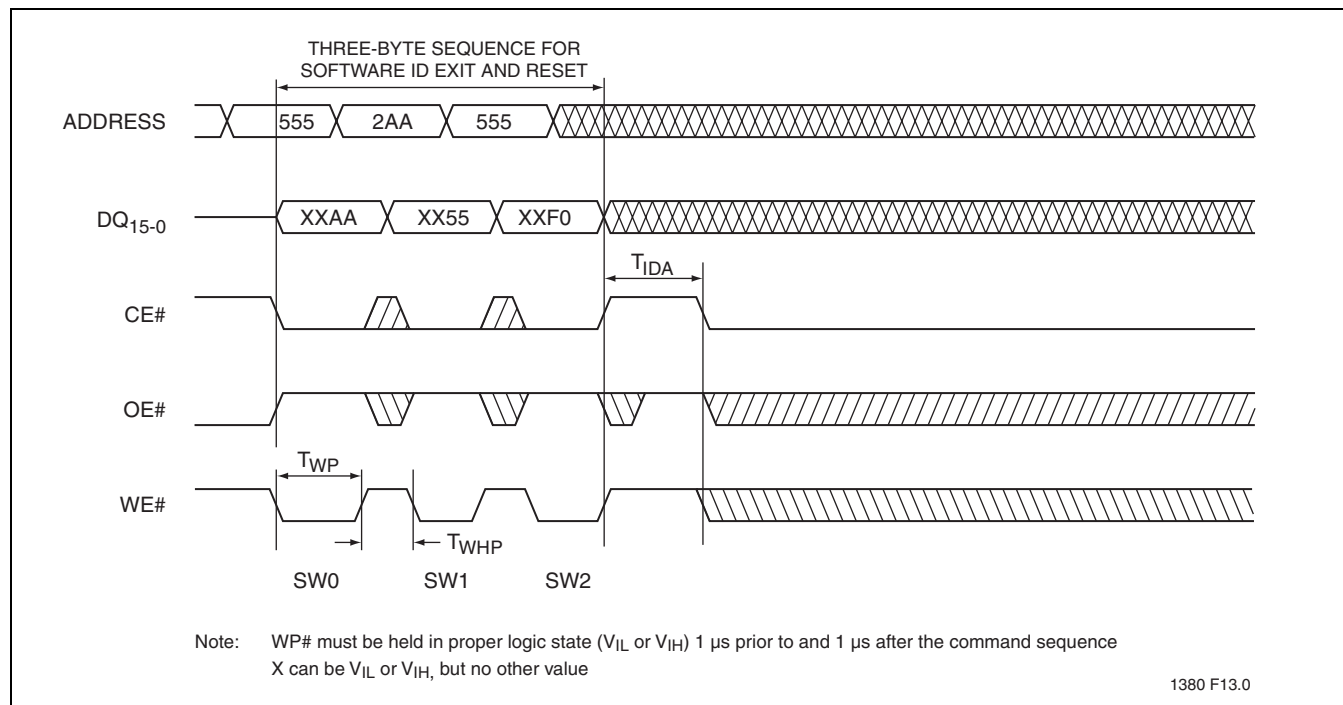 THREE-BYTE SEQUENCE FOR
SOFTWARE ID EXIT AND RESET
ADDRESS 555 2AA 555
DQ15-0 XXAA XX55 XXF0
TIDA
CE#
OE#
TWP
WE#
TWHP
SW0 SW1 SW2
Note: WP# must be held in proper logic state (VIL or VIH) 1 µs prior to and 1 µs after the command sequence
X can be VIL or VIH, but no other value
1380 F13.0